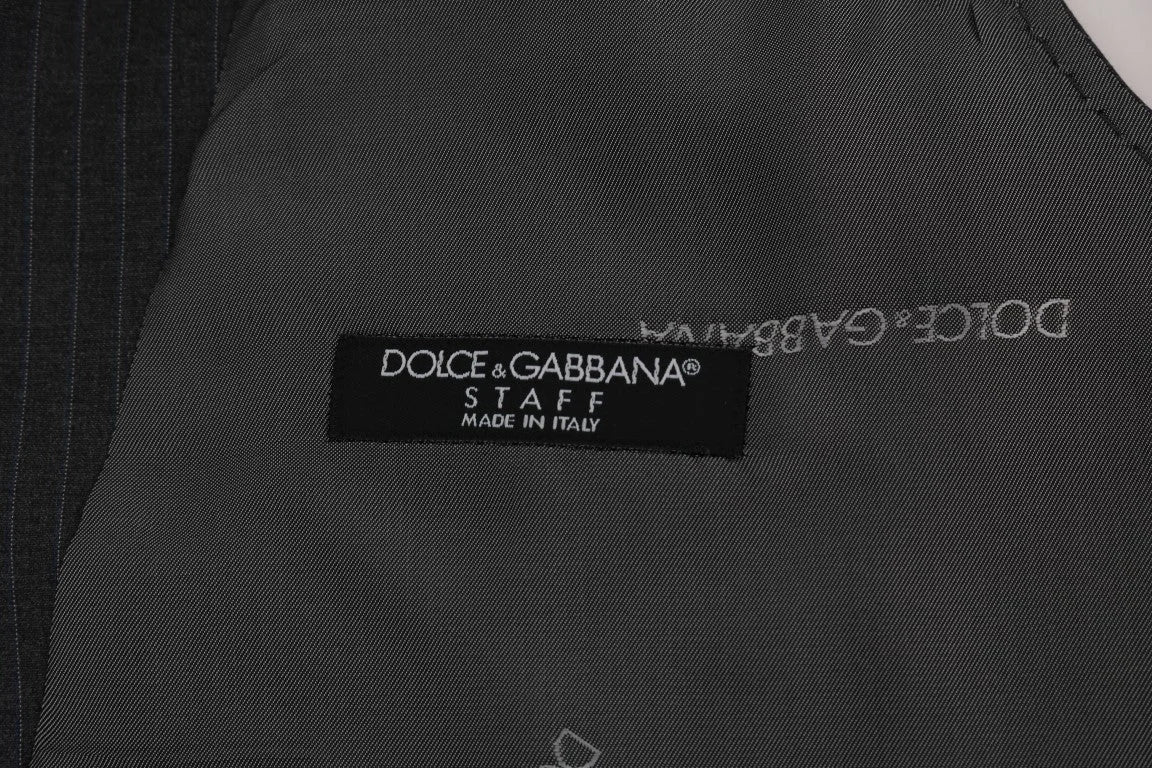 DOLCE & GABBANA
DOLCE & GABBANA®
STAFF
MADE IN ITALY